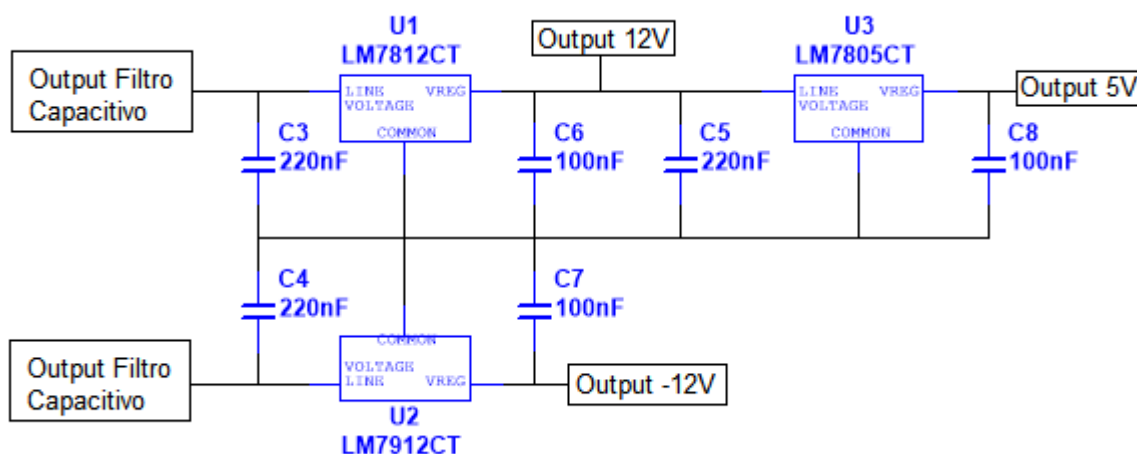 U1
LM7812CT
Output 12V
U3
LM7805CT
Output Filtro
Capacitivo
LINE VREG
VOLTAGE
COMMON
LINE VREG
VOLTAGE
COMMON
Output 5V
C3
220nF
C6
100nF
C5
220nF
C8
100nF
C4
220nF
C7
100nF
Output Filtro
Capacitivo
COMMON
VOLTAGE
LINE VREG
Output -12V
U2
LM7912CT